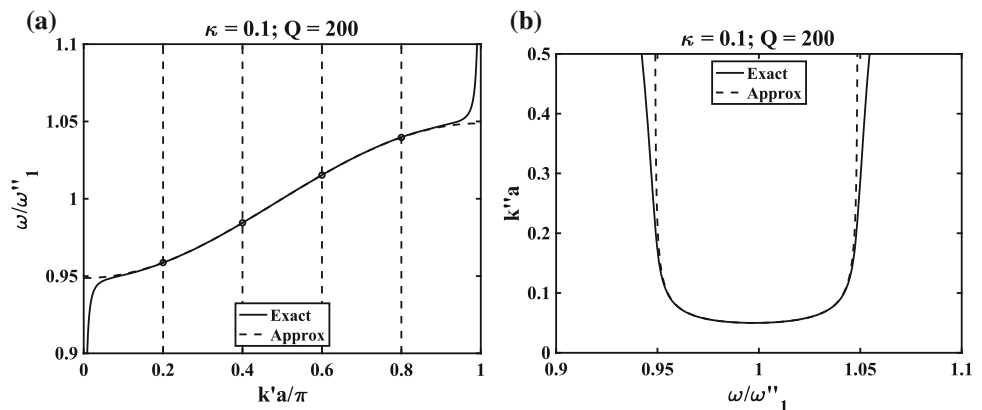 (a)
κ = 0.1; Q = 200
1.1
1.05
1
0.95
0.9
ω/ω''₁
0
0.2
0.4
0.6
0.8
1
k'a/π
Exact
Approx
(b)
κ = 0.1; Q = 200
0.5
0.4
0.3
0.2
0.1
0
k''a
0.9
0.95
1
1.05
1.1
ω/ω''₁
Exact
Approx